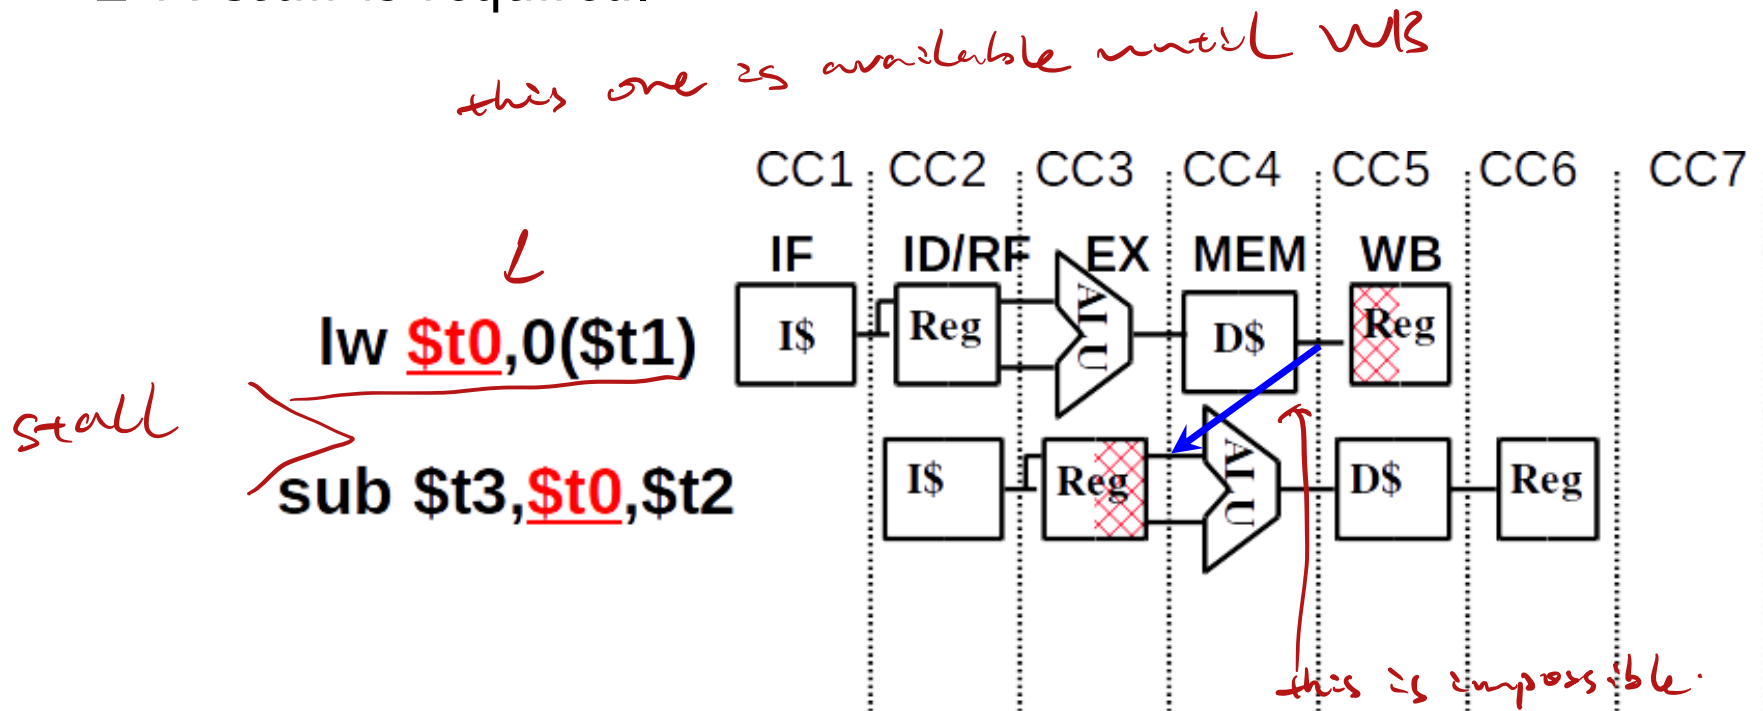 this one is available until WB
CC1 CC2 CC3 CC4 CC5 CC6 CC7
IF ID/RF EX MEM WB
lw $t0,0($t1) I$ Reg ALU D$ Reg
stall
sub $t3,$t0,$t2 I$ Reg ALU D$ Reg
this is impossible.